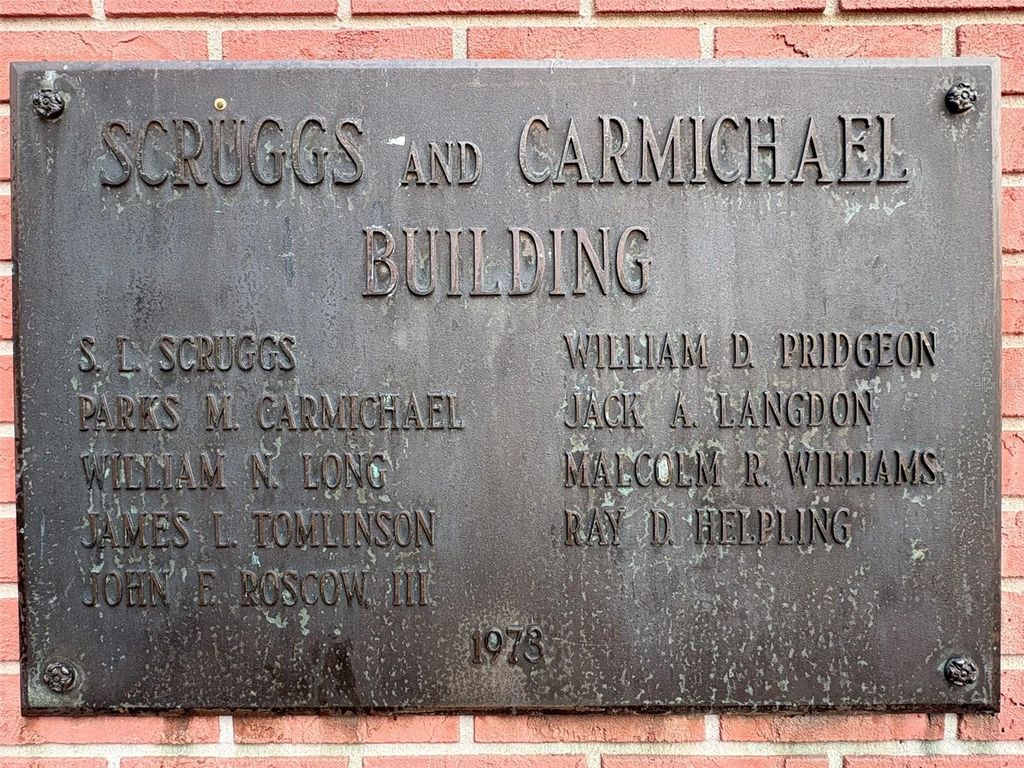 SCRUGGS AND CARMICHAEL
BUILDING
S. L. SCRUGGS
PARKS M. CARMICHAEL
WILLIAM N. LONG
JAMES L. TOMLINSON
JOHN F. ROSCOW, III
WILLIAM D. PRIDGEON
JACK A. LANGDON
MALCOLM R. WILLIAMS
RAY D. HELPLING
1973